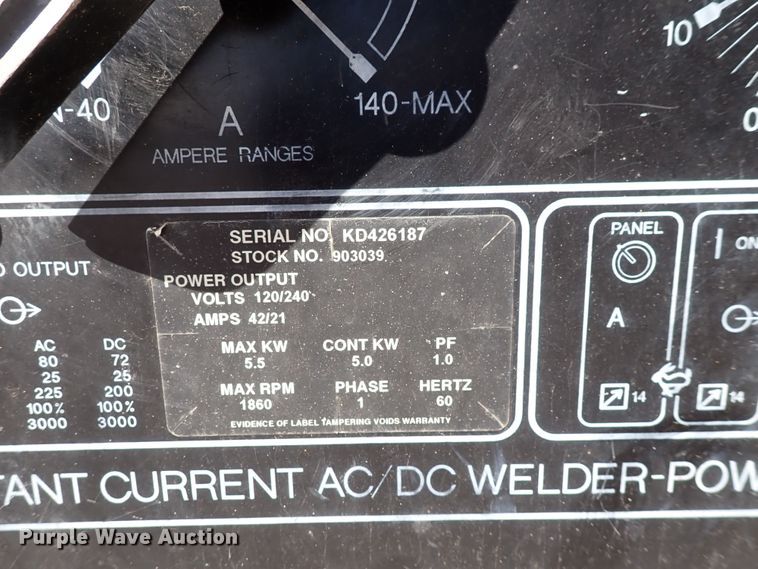 10
N-40
140-MAX
0
A
AMPERE RANGES
SERIAL NO. KD426187
STOCK NO. 903039
POWER OUTPUT
VOLTS 120/240
AMPS 42/21
MAX KW CONT KW PF
5.5 5.0 1.0
MAX RPM PHASE HERTZ
1860 1 60
EVIDENCE OF LABEL TAMPERING VOIDS WARRANTY
D OUTPUT
AC DC
80 72
25 25
225 200
100% 100%
3000 3000
PANEL
A
14
ON
14
TANT CURRENT AC/DC WELDER-POW
Purple Wave Auction